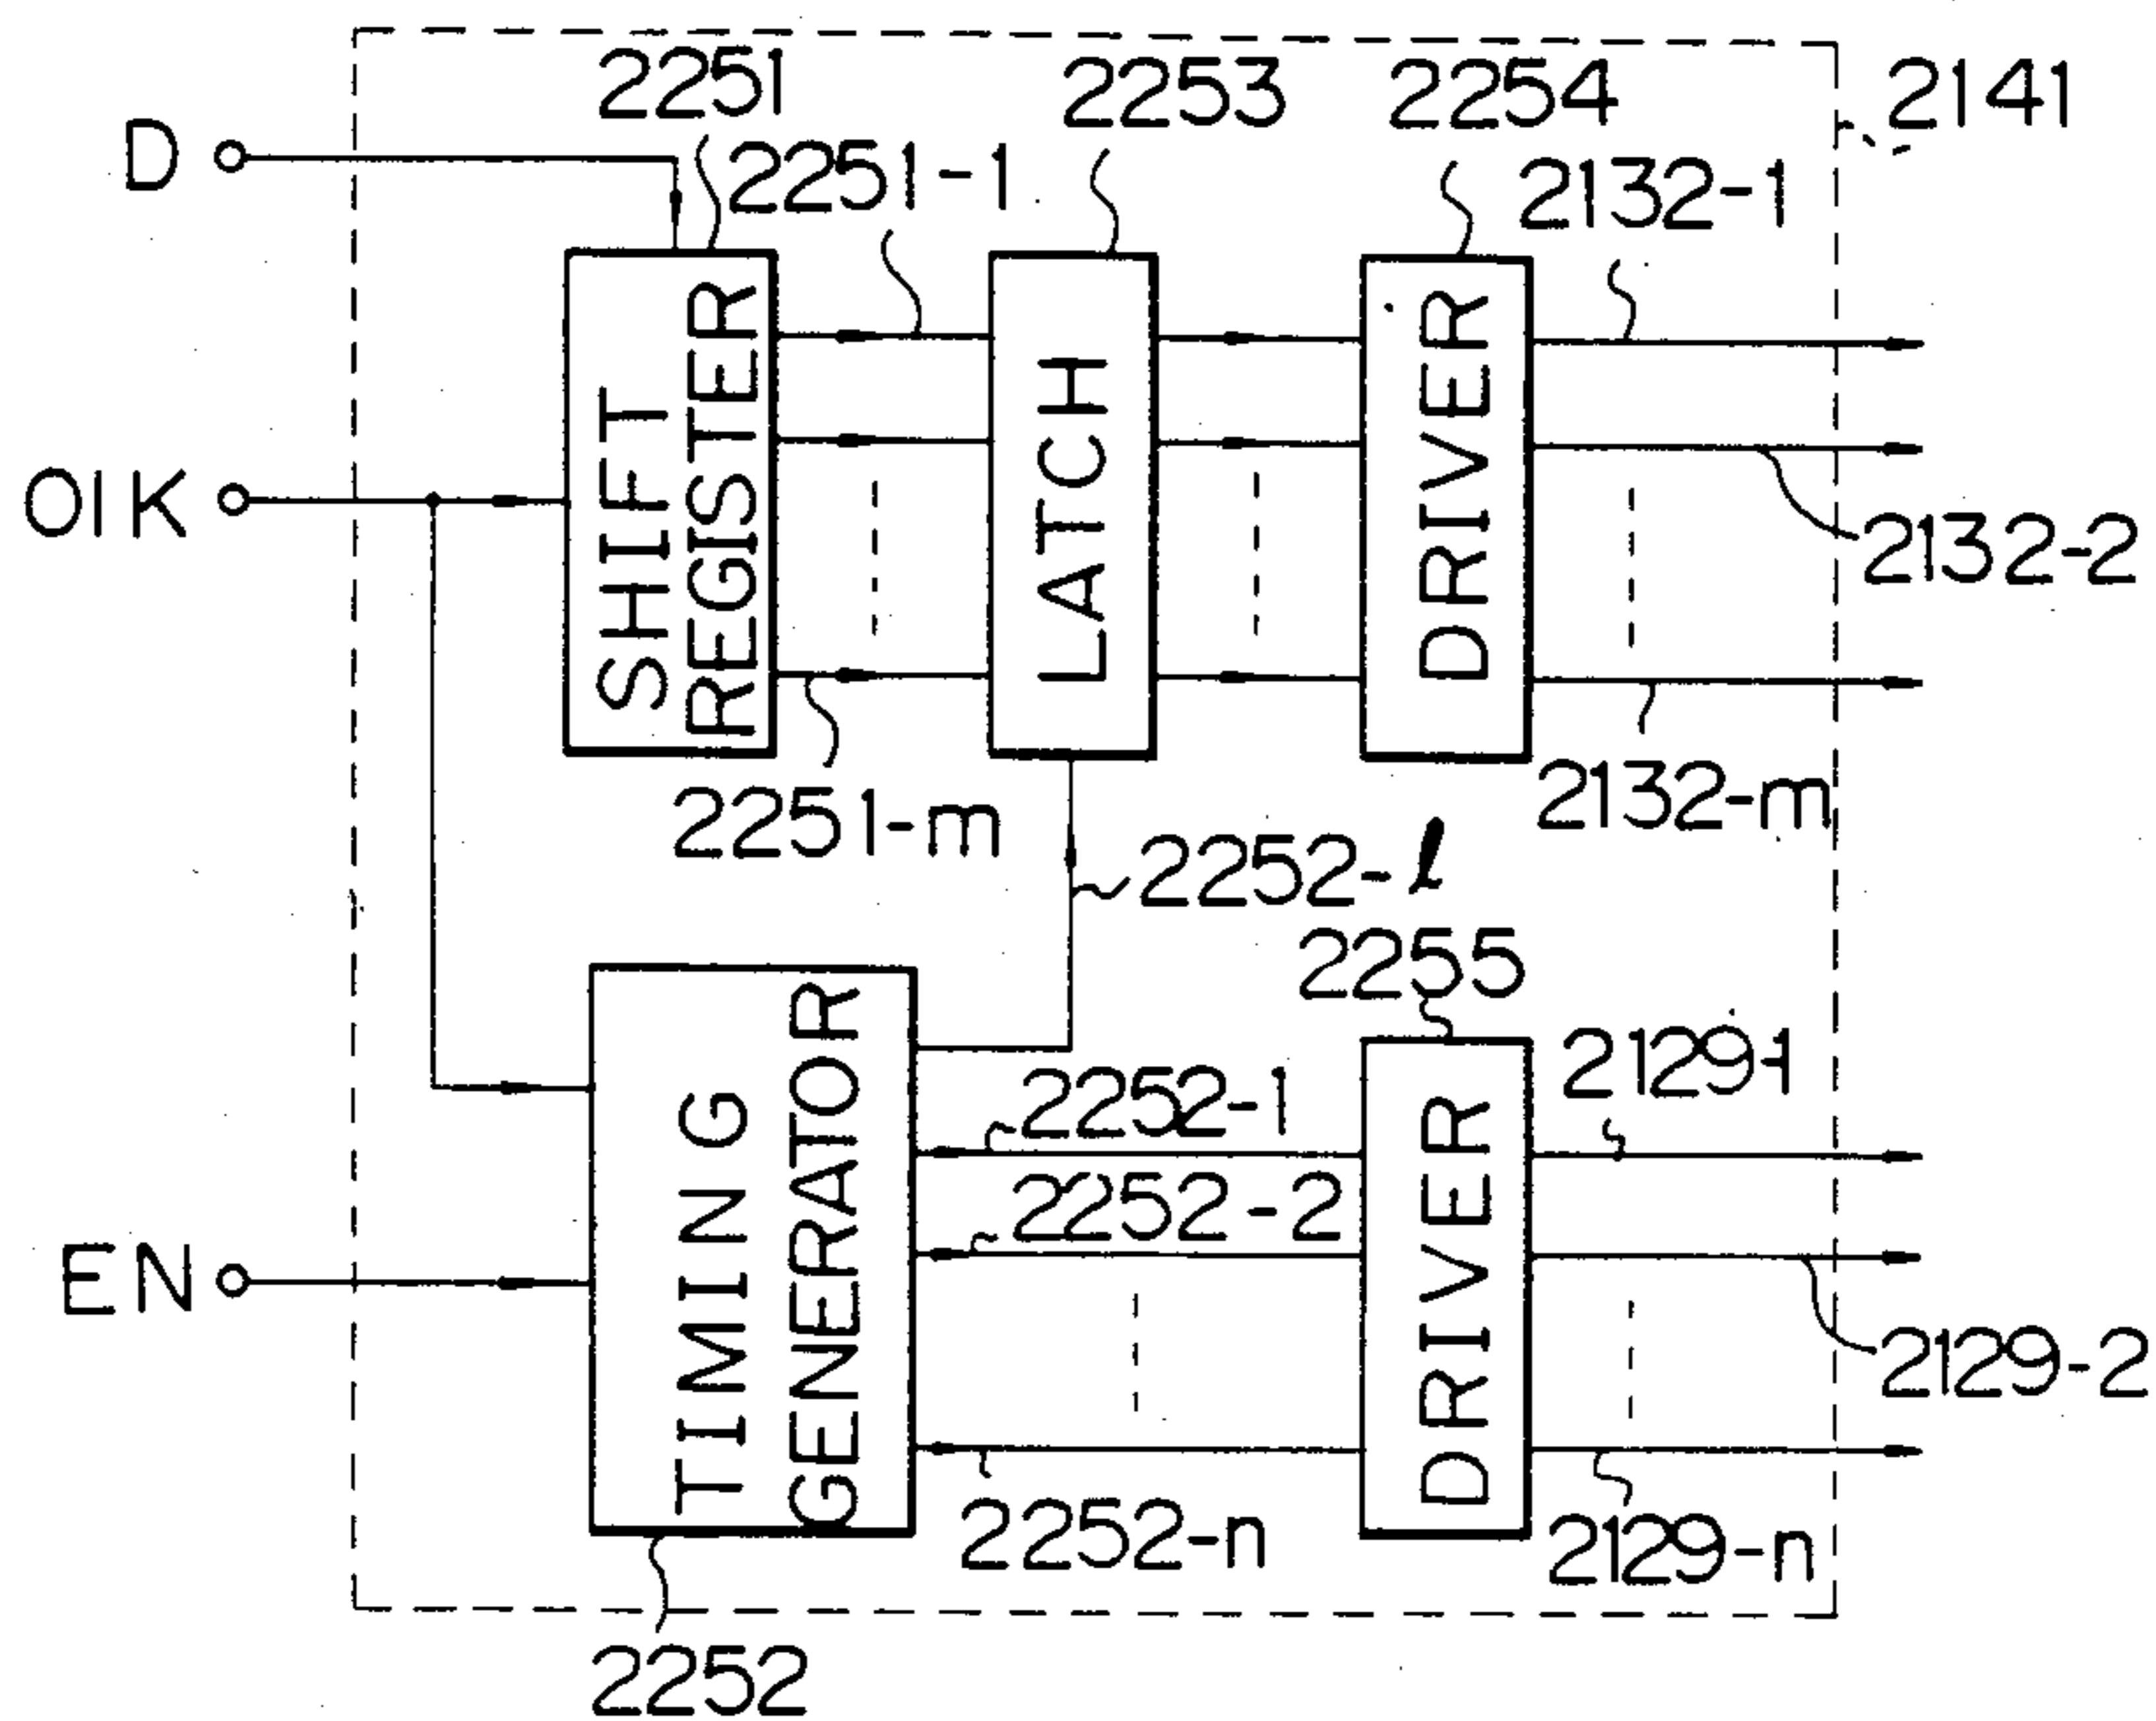 2251
2253
2254
2141
D
2251-1
2132-1
SHIFT
REGISTER
LATCH
DRIVER
OIK
2132-2
2251-m
2132-m
2252-l
2255
2129-1
TIMING
GENERATOR
2252-1
DRIVER
2252-2
EN
2129-2
2252-n
2129-n
2252